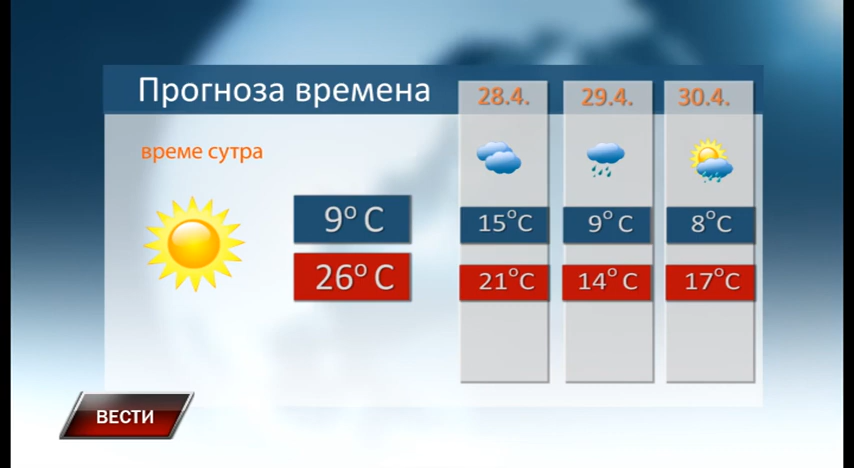 Прогноза времена
време сутра
9° C
26° C
28.4.
15°C
21°C
29.4.
9° C
14° C
30.4.
8°C
17°C
ВЕСТИ